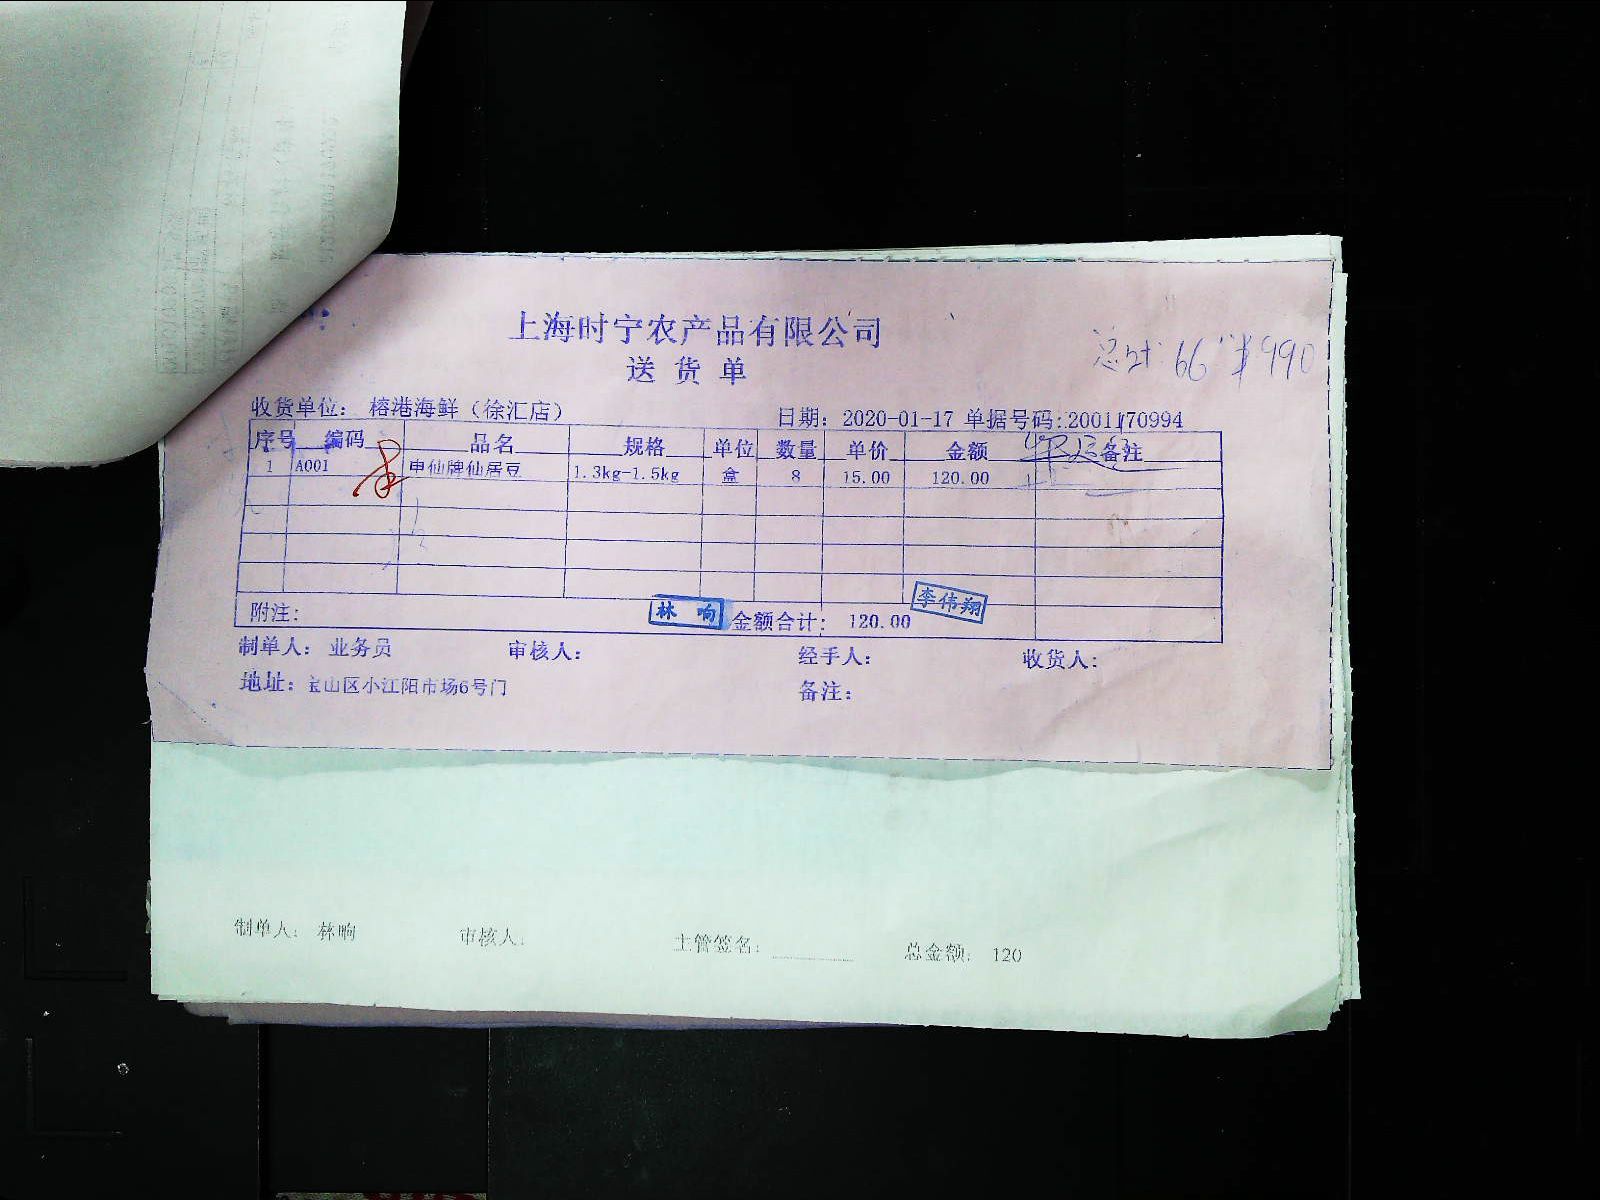 上海时宁农产品有限公司
送货单
总计: 66" $990
收货单位: 榕港海鲜（徐汇店） 日期: 2020-01-17 单据号码:2001170994
序号 编码 品名 规格 单位 数量 单价 金额 备注
1 A001 申仙牌仙居豆 1.3kg-1.5kg 盒 8 15.00 120.00
附注: 林响 金额合计: 120.00 李伟翔
制单人: 业务员 审核人: 经手人: 收货人:
地址: 宝山区小江阳市场6号门 备注:
制单人: 林响 审核人: 主管签名: 总金额: 120